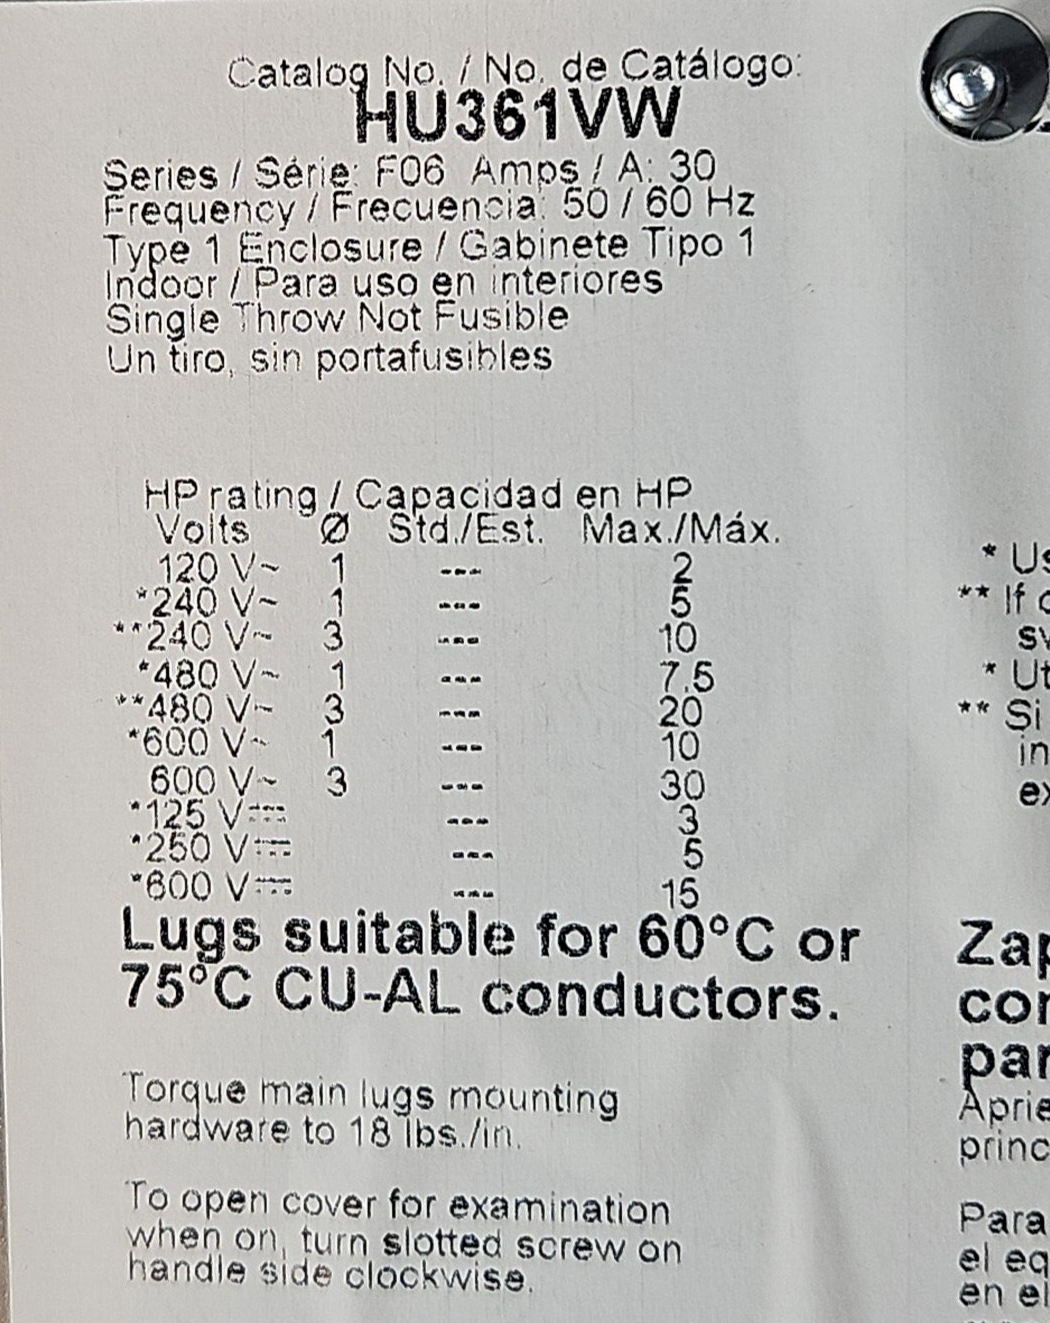 Catalog No. / No. de Catálogo:
HU361VW
Series / Série: F06 Amps / A: 30
Frequency / Frecuencia: 50 / 60 Hz
Type 1 Enclosure / Gabinete Tipo 1
Indoor / Para uso en interiores
Single Throw Not Fusible
Un tiro, sin portafusibles
HP rating / Capacidad en HP
Volts Ø Std./Est. Max./Máx.
120 V~ 1 --- 2
*240 V~ 1 --- 5
**240 V~ 3 --- 10
*480 V~ 1 --- 7.5
**480 V~ 3 --- 20
*600 V~ 1 --- 10
600 V~ 3 --- 30
*125 V⎓ --- 3
*250 V⎓ --- 5
*600 V⎓ --- 15
Lugs suitable for 60°C or
75°C CU-AL conductors.
Torque main lugs mounting
hardware to 18 lbs./in.
To open cover for examination
when on, turn slotted screw on
handle side clockwise.
*
** If
*
** Si
Para
en el